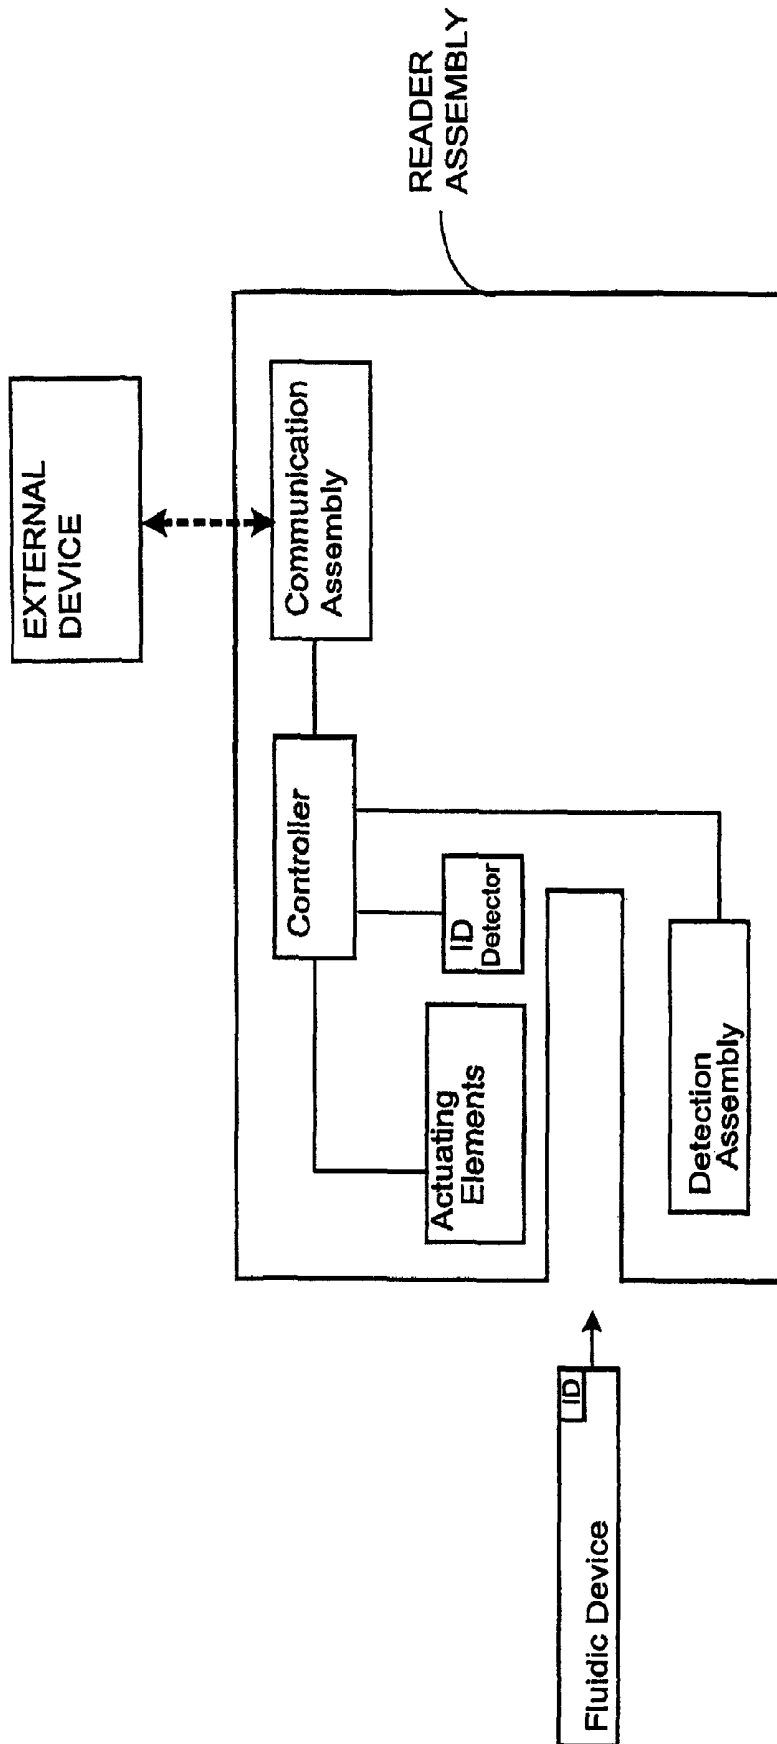 EXTERNAL
DEVICE
READER
ASSEMBLY
Communication
Assembly
Controller
ID
Detector
Actuating
Elements
Detection
Assembly
ID
Fluidic Device